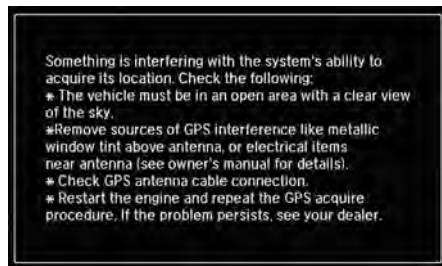 Something is interfering with the system's ability to
acquire its location. Check the following:
* The vehicle must be in an open area with a clear view
of the sky.
*Remove sources of GPS interference like metallic
window tint above antenna, or electrical items
near antenna (see owner's manual for details).
* Check GPS antenna cable connection.
* Restart the engine and repeat the GPS acquire
procedure. If the problem persists, see your dealer.